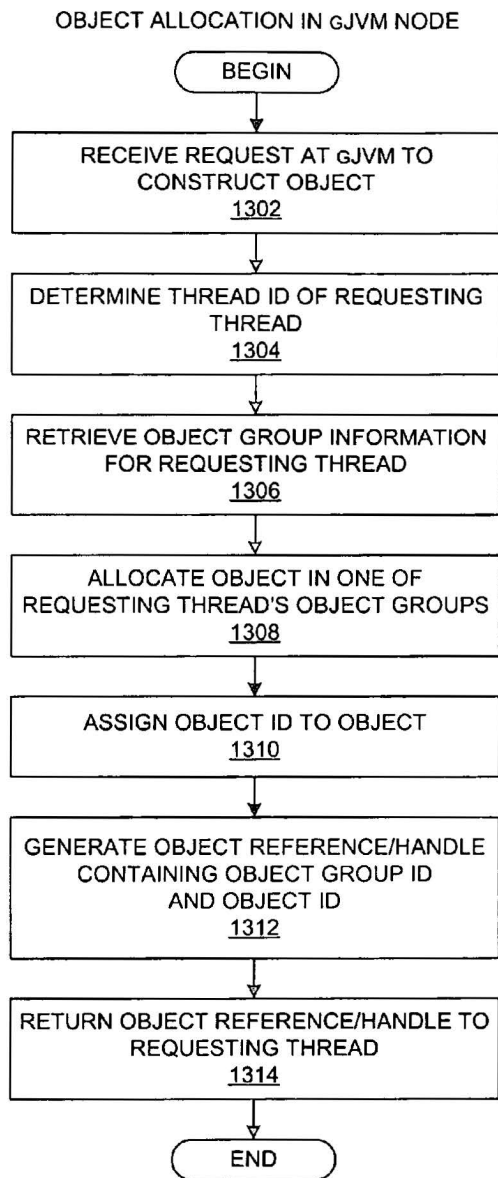 OBJECT ALLOCATION IN GJVM NODE
BEGIN
RECEIVE REQUEST AT GJVM TO
CONSTRUCT OBJECT
1302
DETERMINE THREAD ID OF REQUESTING
THREAD
1304
RETRIEVE OBJECT GROUP INFORMATION
FOR REQUESTING THREAD
1306
ALLOCATE OBJECT IN ONE OF
REQUESTING THREAD'S OBJECT GROUPS
1308
ASSIGN OBJECT ID TO OBJECT
1310
GENERATE OBJECT REFERENCE/HANDLE
CONTAINING OBJECT GROUP ID
AND OBJECT ID
1312
RETURN OBJECT REFERENCE/HANDLE TO
REQUESTING THREAD
1314
END